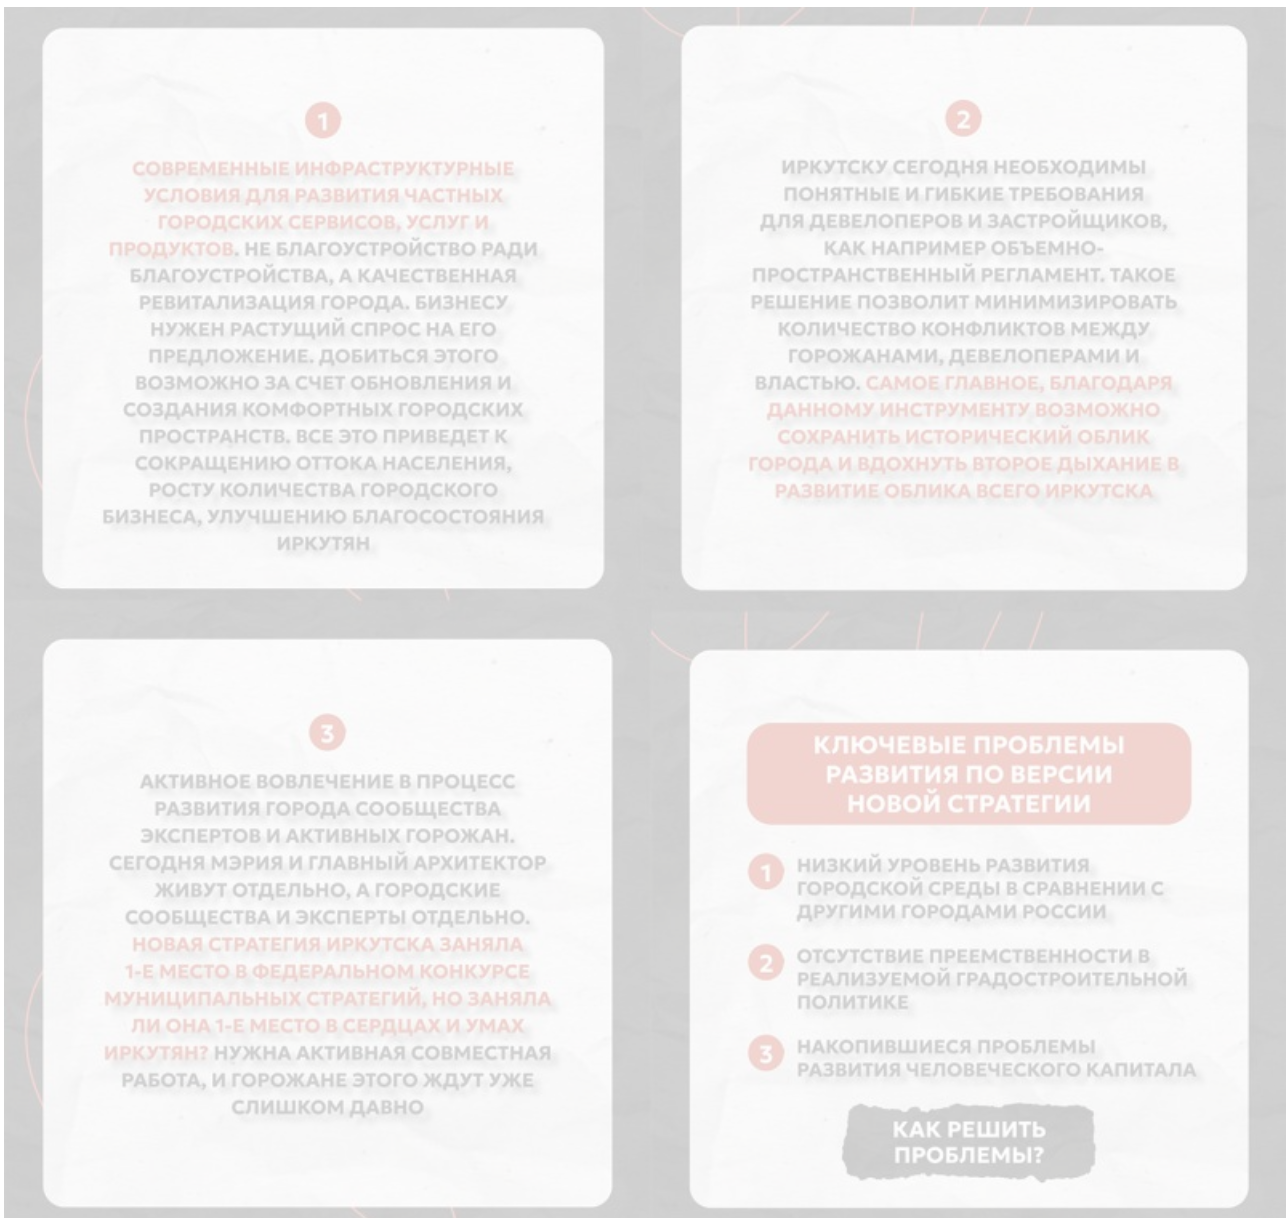 1
СОВРЕМЕННЫЕ ИНФРАСТРУКТУРНЫЕ
УСЛОВИЯ ДЛЯ РАЗВИТИЯ ЧАСТНЫХ
ГОРОДСКИХ СЕРВИСОВ, УСЛУГ И
ПРОДУКТОВ. НЕ БЛАГОУСТРОЙСТВО РАДИ
БЛАГОУСТРОЙСТВА, А КАЧЕСТВЕННАЯ
РЕВИТАЛИЗАЦИЯ ГОРОДА. БИЗНЕСУ
НУЖЕН РАСТУЩИЙ СПРОС НА ЕГО
ПРЕДЛОЖЕНИЕ. ДОБИТЬСЯ ЭТОГО
ВОЗМОЖНО ЗА СЧЕТ ОБНОВЛЕНИЯ И
СОЗДАНИЯ КОМФОРТНЫХ ГОРОДСКИХ
ПРОСТРАНСТВ. ВСЕ ЭТО ПРИВЕДЕТ К
СОКРАЩЕНИЮ ОТТОКА НАСЕЛЕНИЯ,
РОСТУ КОЛИЧЕСТВА ГОРОДСКОГО
БИЗНЕСА, УЛУЧШЕНИЮ БЛАГОСОСТОЯНИЯ
ИРКУТЯН
2
ИРКУТСКУ СЕГОДНЯ НЕОБХОДИМЫ
ПОНЯТНЫЕ И ГИБКИЕ ТРЕБОВАНИЯ
ДЛЯ ДЕВЕЛОПЕРОВ И ЗАСТРОЙЩИКОВ,
КАК НАПРИМЕР ОБЪЕМНО-
ПРОСТРАНСТВЕННЫЙ РЕГЛАМЕНТ. ТАКОЕ
РЕШЕНИЕ ПОЗВОЛИТ МИНИМИЗИРОВАТЬ
КОЛИЧЕСТВО КОНФЛИКТОВ МЕЖДУ
ГОРОЖАНАМИ, ДЕВЕЛОПЕРАМИ И
ВЛАСТЬЮ. САМОЕ ГЛАВНОЕ, БЛАГОДАРЯ
ДАННОМУ ИНСТРУМЕНТУ ВОЗМОЖНО
СОХРАНИТЬ ИСТОРИЧЕСКИЙ ОБЛИК
ГОРОДА И ВДОХНУТЬ ВТОРОЕ ДЫХАНИЕ В
РАЗВИТИЕ ОБЛИКА ВСЕГО ИРКУТСКА
3
АКТИВНОЕ ВОВЛЕЧЕНИЕ В ПРОЦЕСС
РАЗВИТИЯ ГОРОДА СООБЩЕСТВА
ЭКСПЕРТОВ И АКТИВНЫХ ГОРОЖАН.
СЕГОДНЯ МЭРИЯ И ГЛАВНЫЙ АРХИТЕКТОР
ЖИВУТ ОТДЕЛЬНО, А ГОРОДСКИЕ
СООБЩЕСТВА И ЭКСПЕРТЫ ОТДЕЛЬНО.
НОВАЯ СТРАТЕГИЯ ИРКУТСКА ЗАНЯЛА
1-Е МЕСТО В ФЕДЕРАЛЬНОМ КОНКУРСЕ
МУНИЦИПАЛЬНЫХ СТРАТЕГИЙ, НО ЗАНЯЛА
ЛИ ОНА 1-Е МЕСТО В СЕРДЦАХ И УМАХ
ИРКУТЯН? НУЖНА АКТИВНАЯ СОВМЕСТНАЯ
РАБОТА, И ГОРОЖАНЕ ЭТОГО ЖДУТ УЖЕ
СЛИШКОМ ДАВНО
КЛЮЧЕВЫЕ ПРОБЛЕМЫ
РАЗВИТИЯ ПО ВЕРСИИ
НОВОЙ СТРАТЕГИИ
1 НИЗКИЙ УРОВЕНЬ РАЗВИТИЯ
ГОРОДСКОЙ СРЕДЫ В СРАВНЕНИИ С
ДРУГИМИ ГОРОДАМИ РОССИИ
2 ОТСУТСТВИЕ ПРЕЕМСТВЕННОСТИ В
РЕАЛИЗУЕМОЙ ГРАДОСТРОИТЕЛЬНОЙ
ПОЛИТИКЕ
3 НАКОПИВШИЕСЯ ПРОБЛЕМЫ
РАЗВИТИЯ ЧЕЛОВЕЧЕСКОГО КАПИТАЛА
КАК РЕШИТЬ
ПРОБЛЕМЫ?